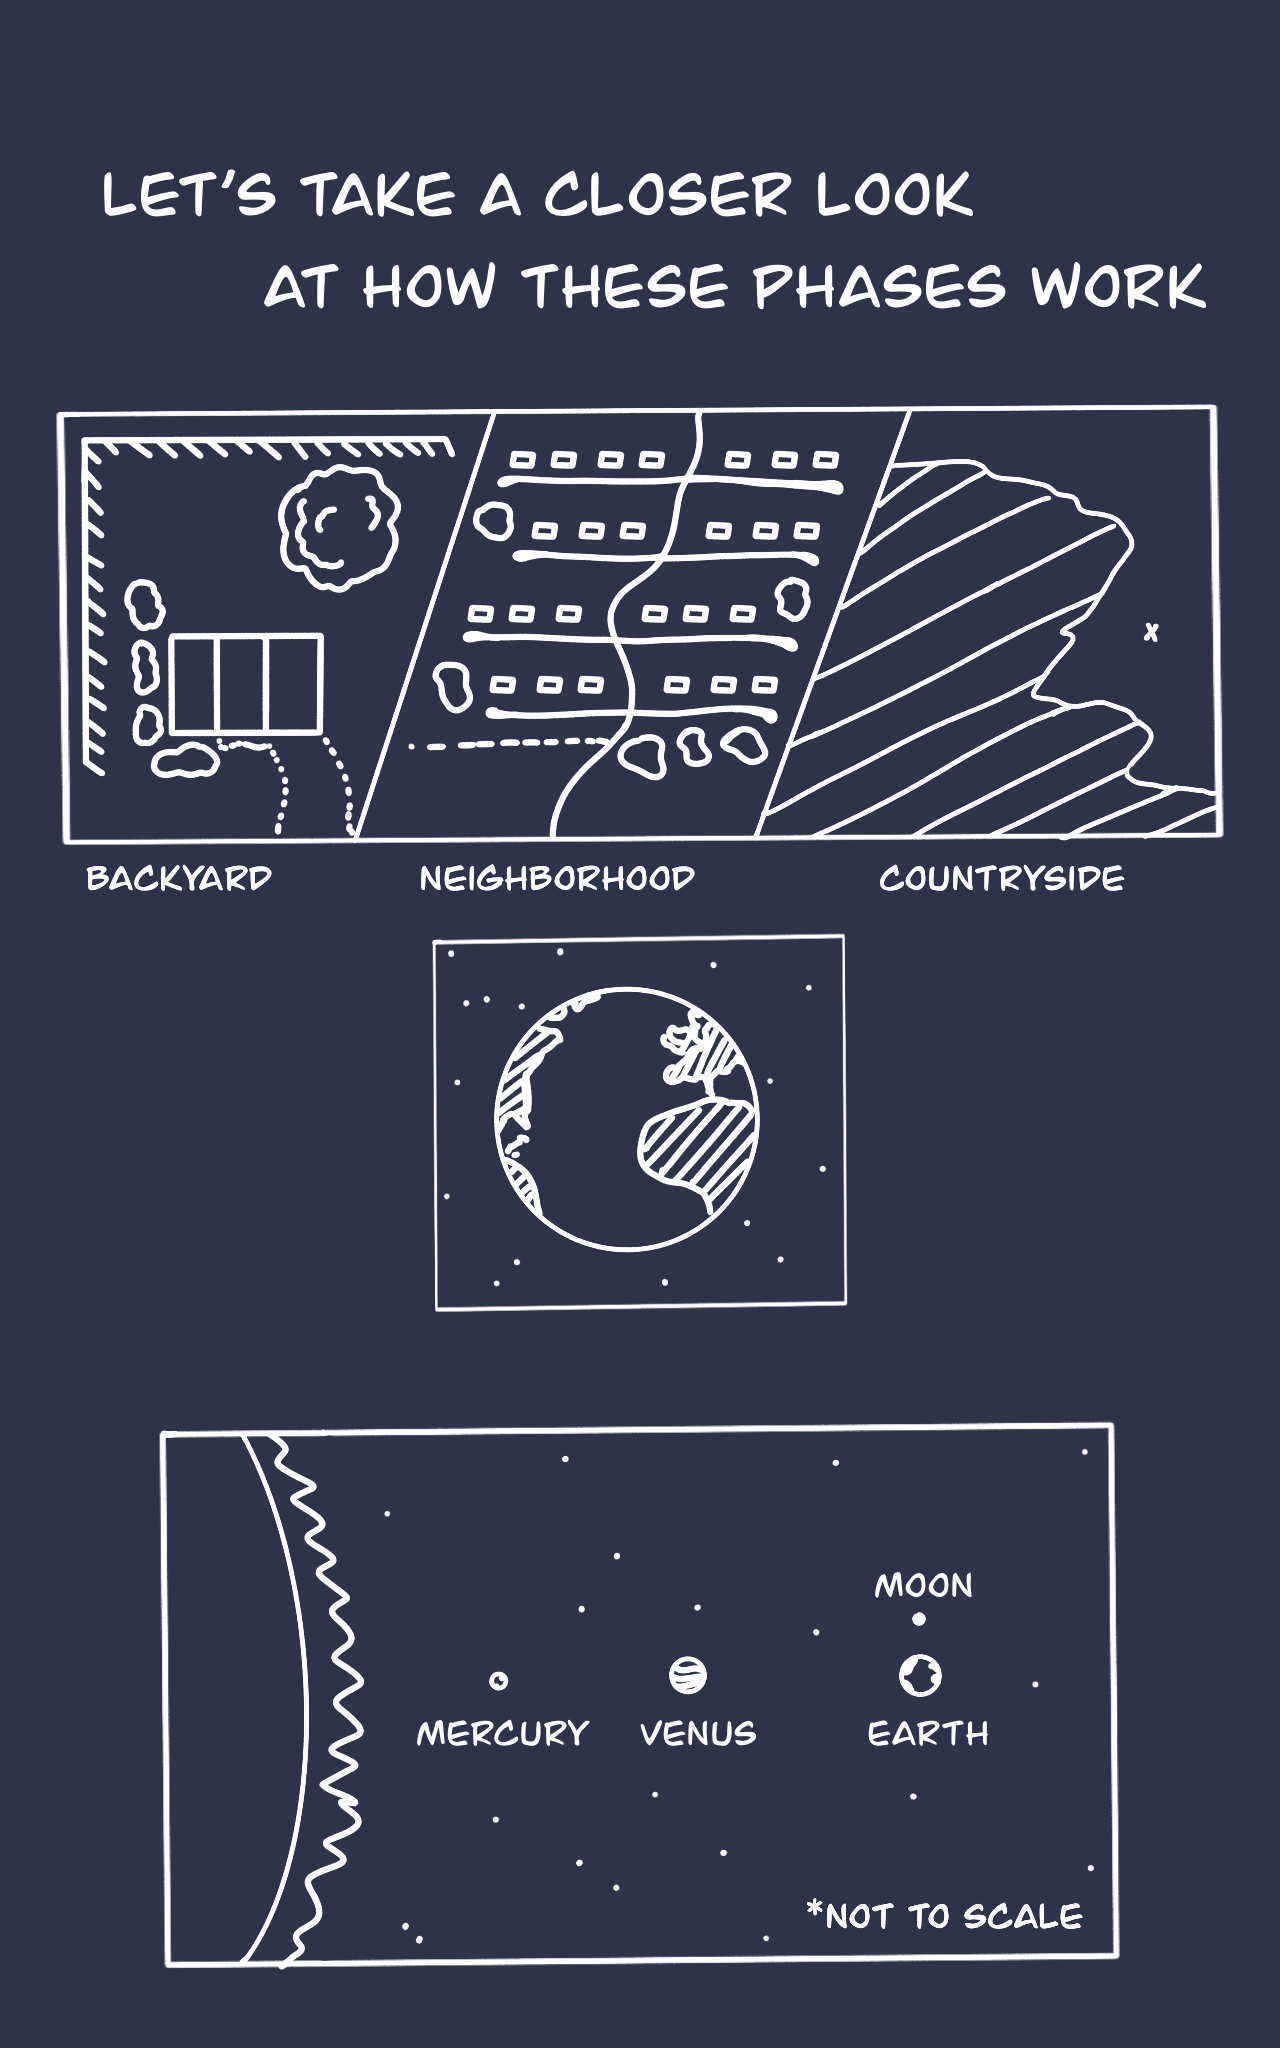 LET'S TAKE A CLOSER LOOK
AT HOW THESE PHASES WORK
BACKYARD
NEIGHBORHOOD
COUNTRYSIDE
MOON
MERCURY
VENUS
EARTH
*NOT TO SCALE